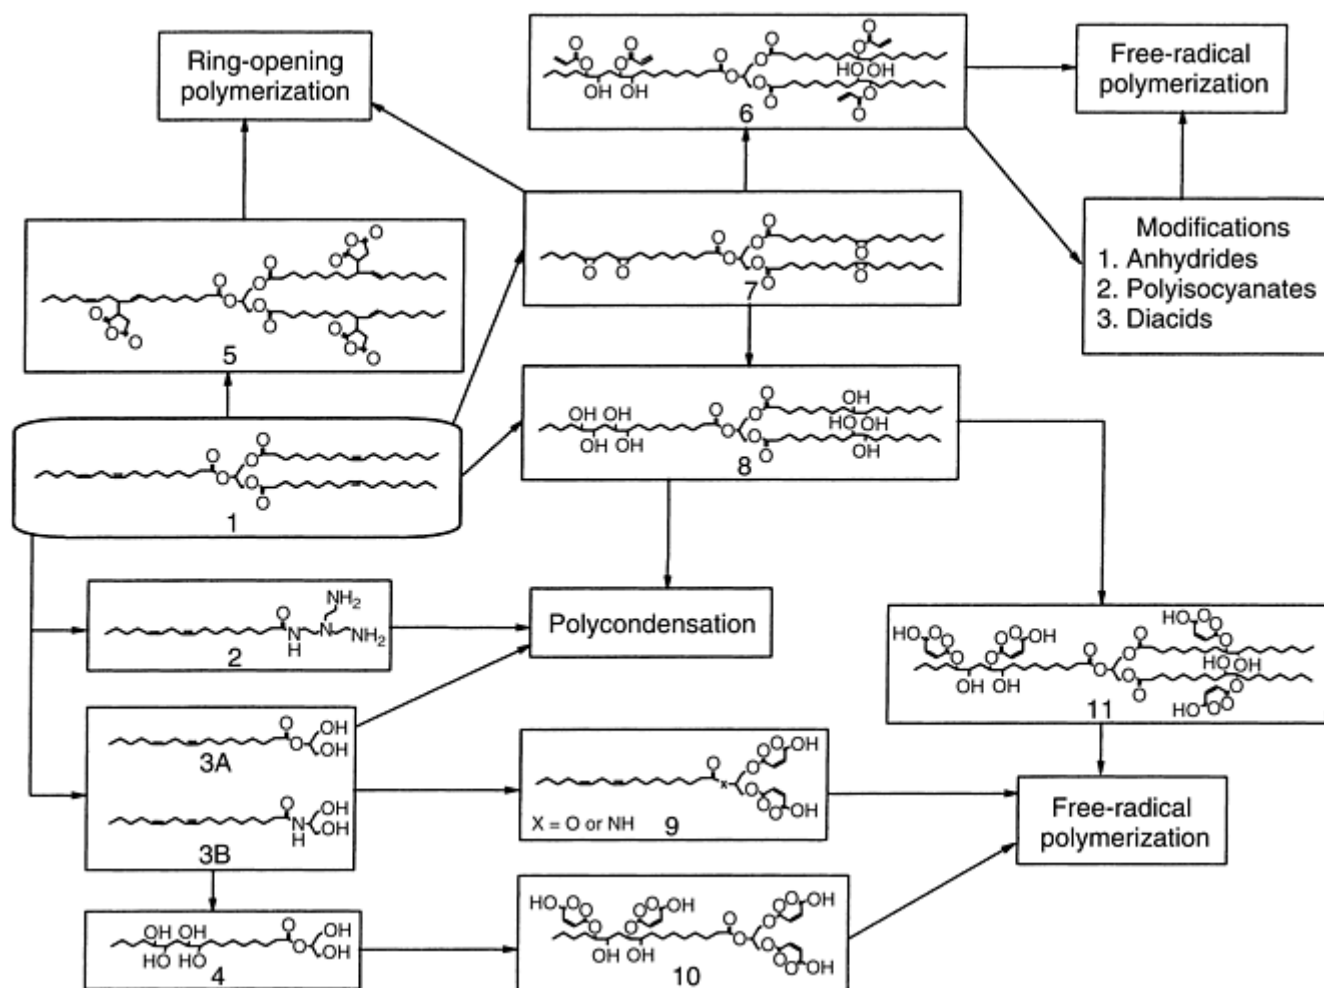 Ring-opening
polymerization
O O O O
O O O
HO OH
OH OH
O O
O
6
Free-radical
polymerization
Modifications
1. Anhydrides
2. Polyisocyanates
3. Diacids
O O O
O O O
O O O
O
7
O O O
O O
O O
O O
O O O
O O
5
OH OH OH
O O
OH OH O
HO OH
OH OH O
O OH
8
O O O
O
O O
1
NH2
O
N
N
H
NH2
2
Polycondensation
O OH
O OH
3A
O OH
N OH
H
3B
O
O
X
O O OH
O O OH
X = O or NH
9
Free-radical
polymerization
HO O O OH
O O
OH OH
HO OH
HO O O
11
OH OH O OH
O OH
HO HO
4
HO O O OH
O O
OH OH
O O OH
O O OH
10